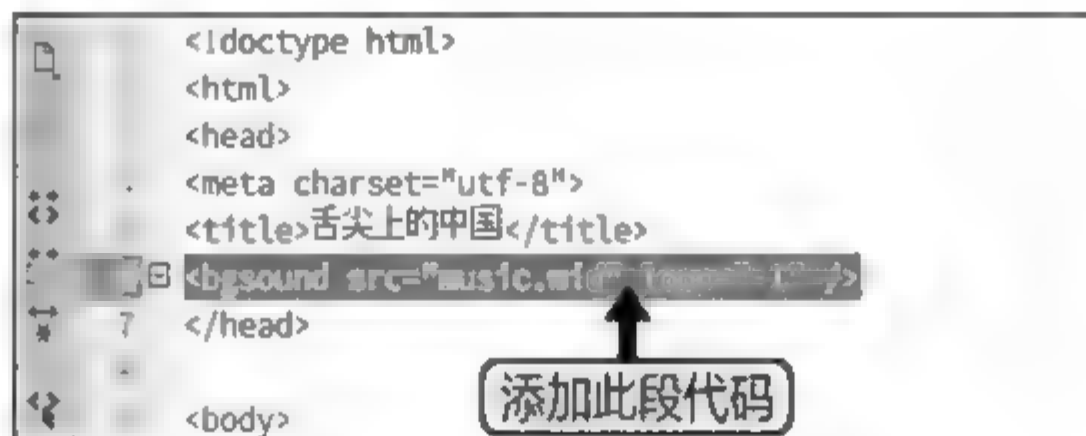 <!doctype html>
<html>
<head>
<meta charset="utf-8">
<title>舌尖上的中国</title>
<bgsound src="music.mid" />
7 </head>
添加此段代码
<body>